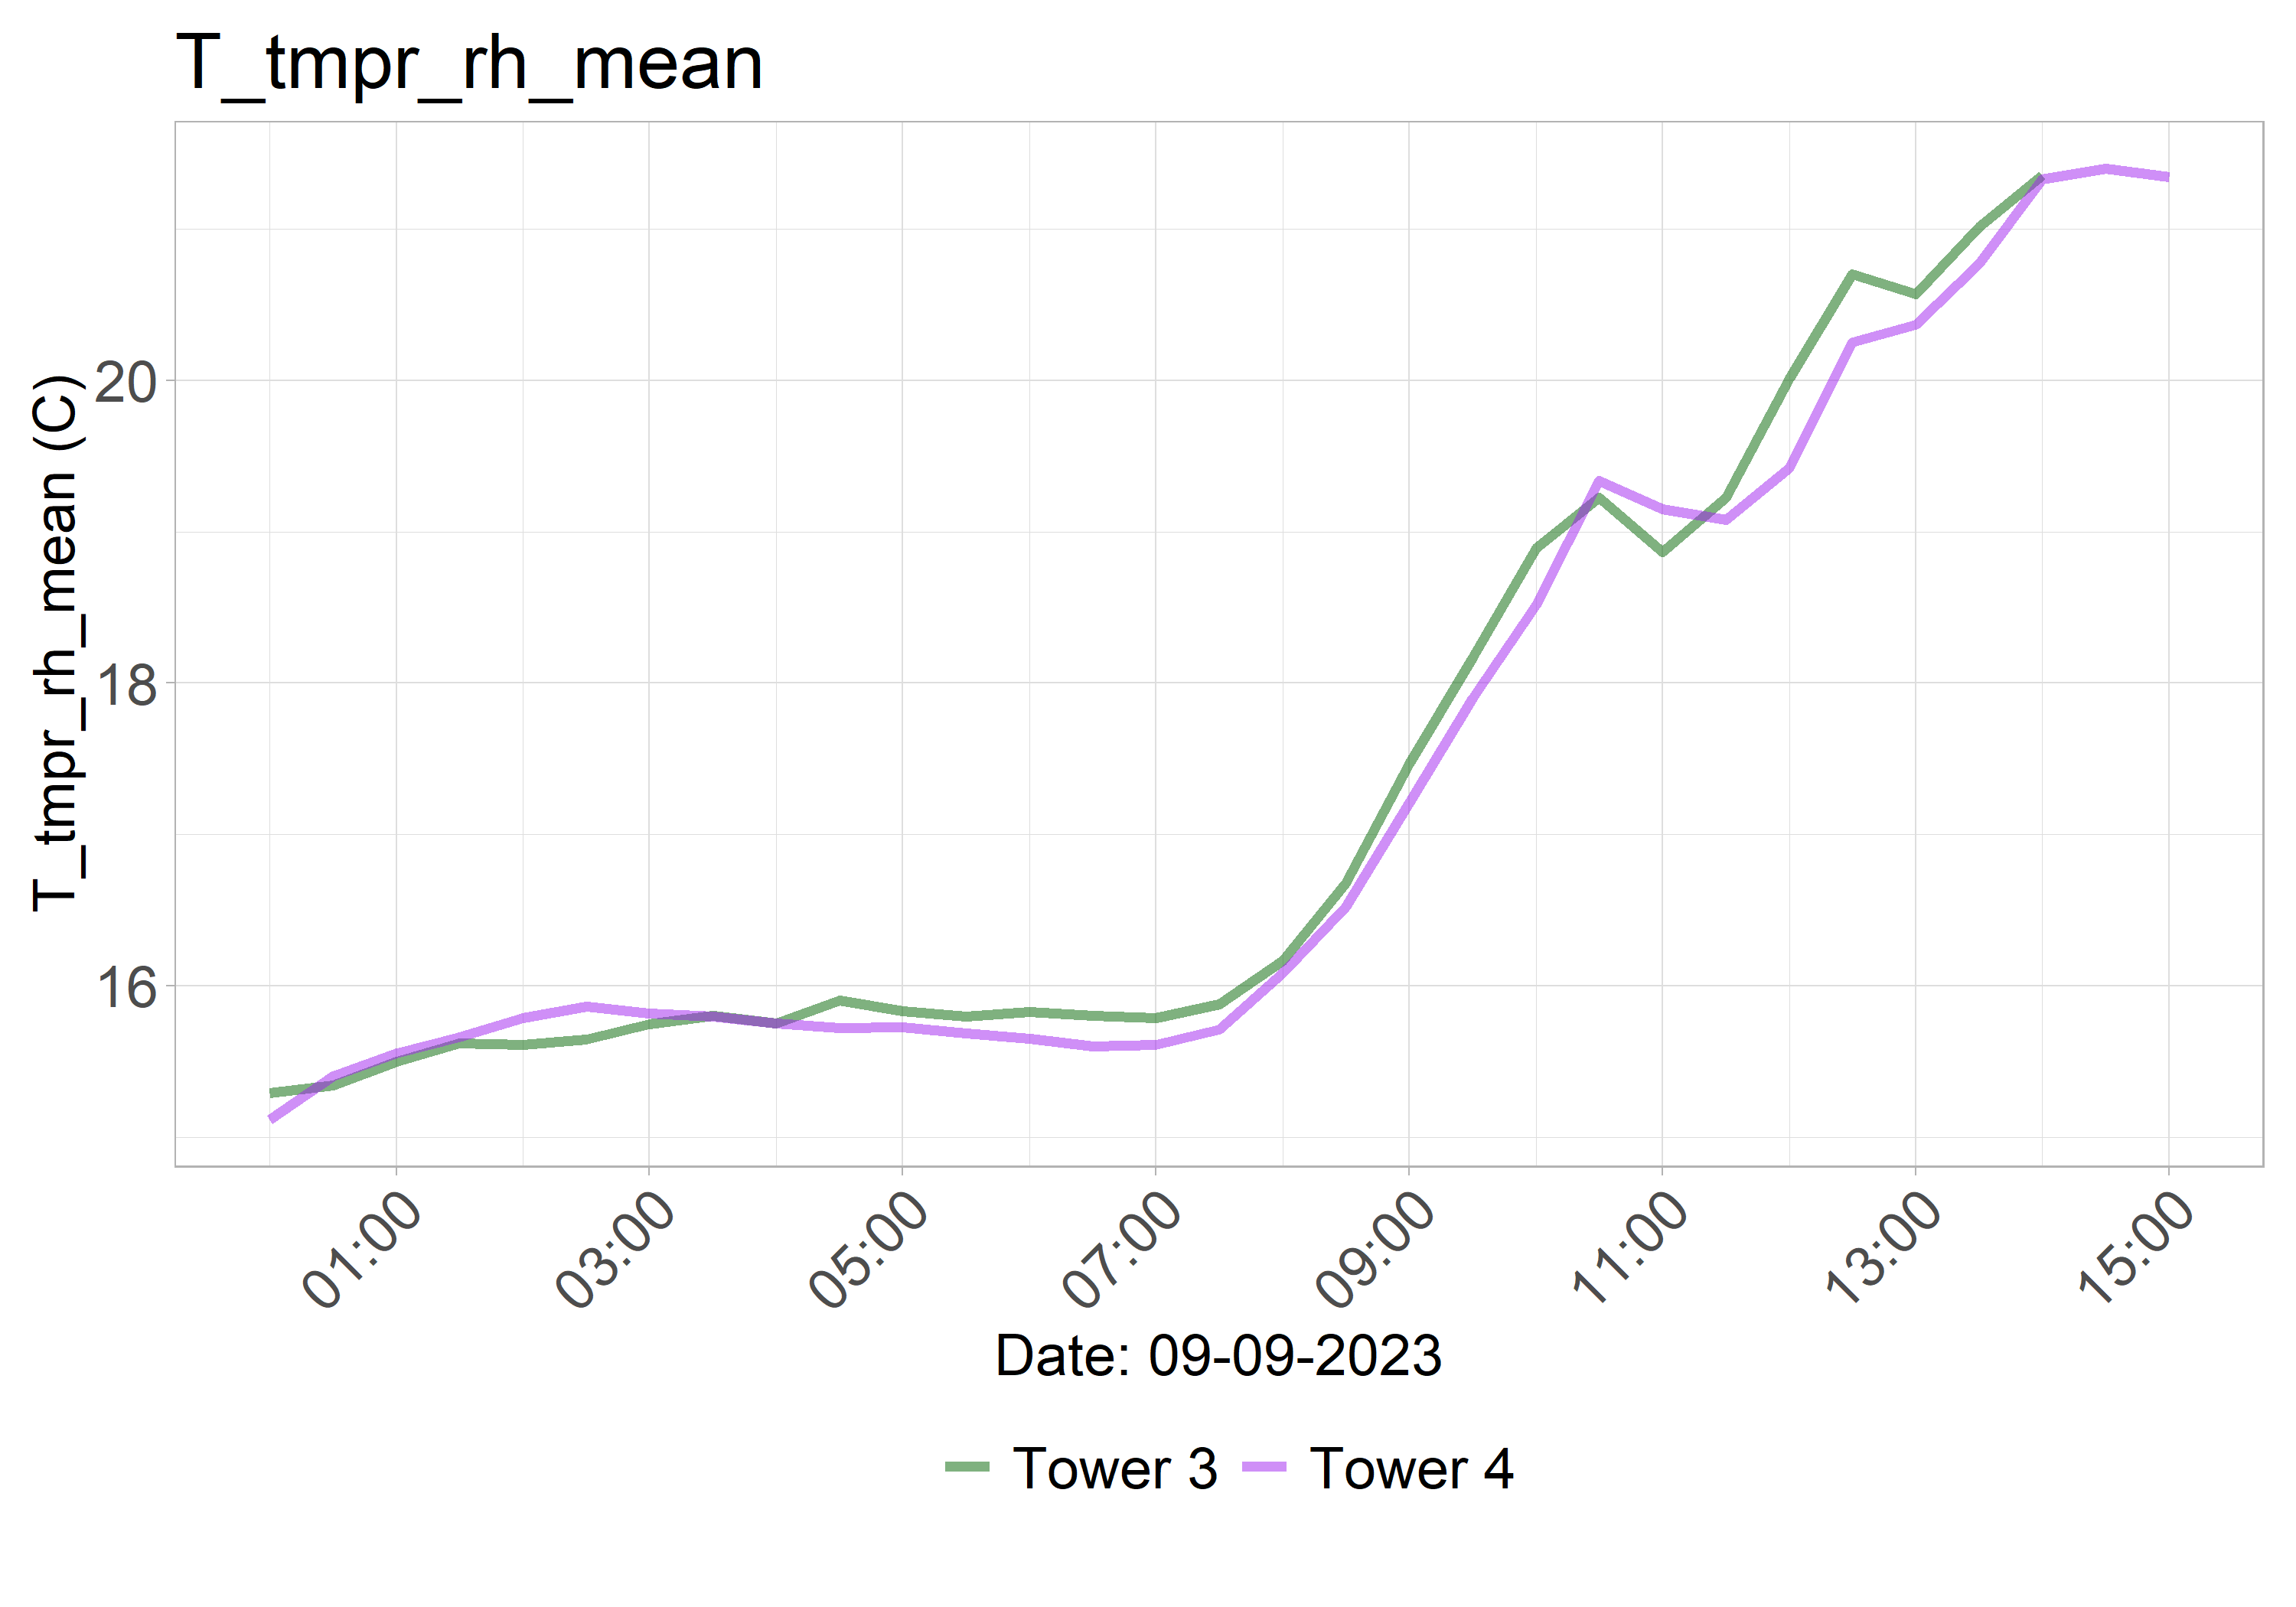 T_tmpr_rh_mean
T_tmpr_rh_mean (C)
20
18
16
01:00
03:00
05:00
07:00
09:00
11:00
13:00
15:00
Date: 09-09-2023
Tower 3
Tower 4